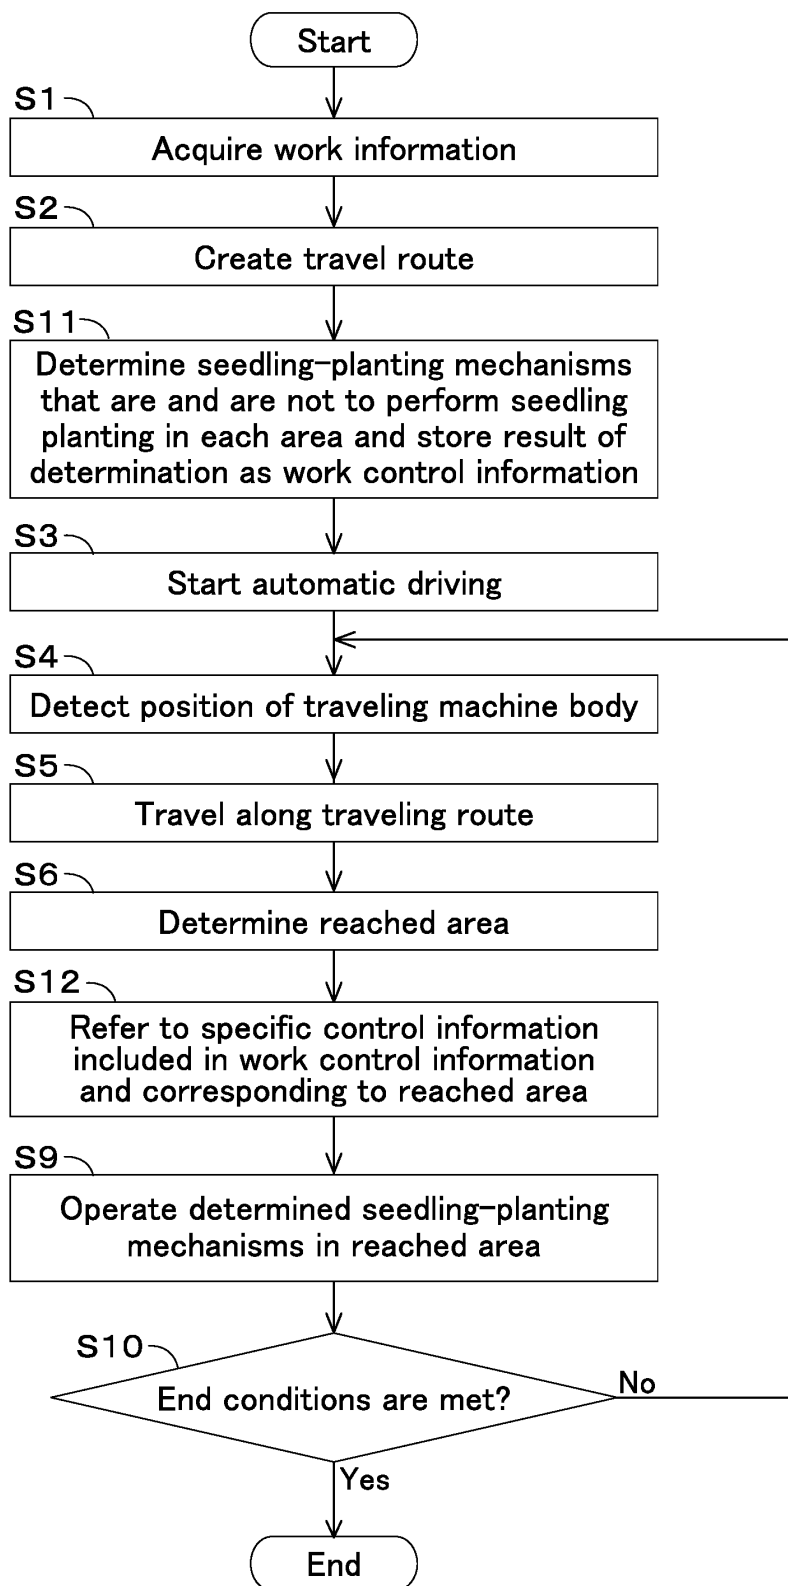 Start
S1
Acquire work information
S2
Create travel route
S11
Determine seedling-planting mechanisms
that are and are not to perform seedling
planting in each area and store result of
determination as work control information
S3
Start automatic driving
S4
Detect position of traveling machine body
S5
Travel along traveling route
S6
Determine reached area
S12
Refer to specific control information
included in work control information
and corresponding to reached area
S9
Operate determined seedling-planting
mechanisms in reached area
S10
End conditions are met?
No
Yes
End